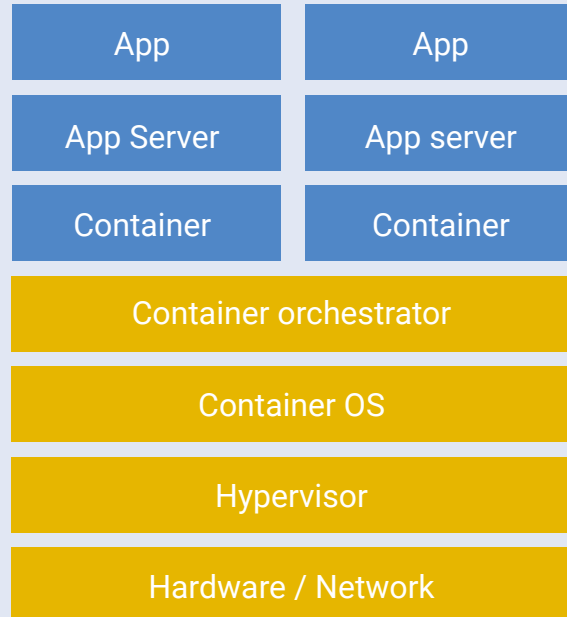 App
App
App Server
App server
Container
Container
Container orchestrator
Container OS
Hypervisor
Hardware / Network